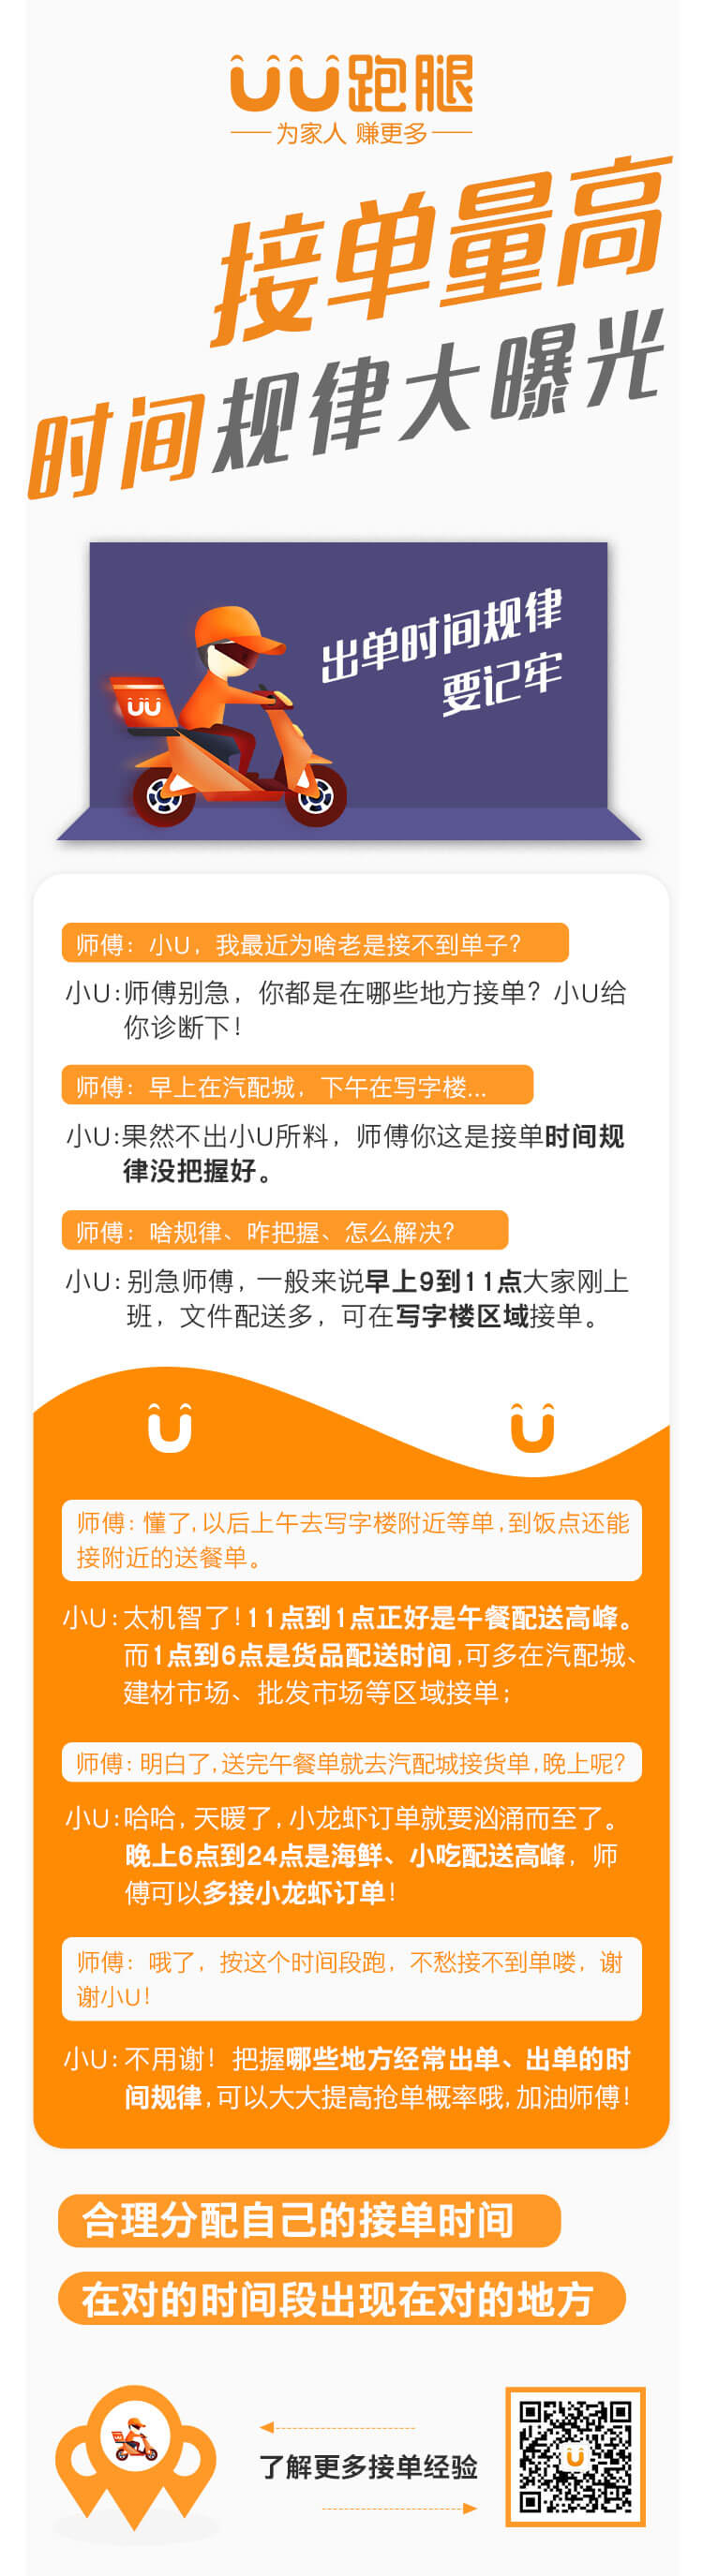 UU跑腿
为家人 赚更多
接单量高
时间规律大曝光
出单时间规律
要记牢
UU
师傅：小U，我最近为啥老是接不到单子？
小U:师傅别急，你都是在哪些地方接单？小U给
你诊断下！
师傅：早上在汽配城，下午在写字楼...
小U:果然不出小U所料，师傅你这是接单时间规
律没把握好。
师傅：啥规律、咋把握、怎么解决？
小U:别急师傅，一般来说早上9到11点大家刚上
班，文件配送多，可在写字楼区域接单。
U U
师傅：懂了，以后上午去写字楼附近等单，到饭点还能
接附近的送餐单。
小U:太机智了！11点到1点正好是午餐配送高峰。
而1点到6点是货品配送时间，可多在汽配城、
建材市场、批发市场等区域接单；
师傅：明白了，送完午餐单就去汽配城接货单，晚上呢？
小U:哈哈，天暖了，小龙虾订单就要汹涌而至了。
晚上6点到24点是海鲜、小吃配送高峰，师
傅可以多接小龙虾订单！
师傅：哦了，按这个时间段跑，不愁接不到单喽，谢
谢小U！
小U:不用谢！把握哪些地方经常出单、出单的时
间规律，可以大大提高抢单概率哦，加油师傅！
合理分配自己的接单时间
在对的时间段出现在对的地方
了解更多接单经验
U